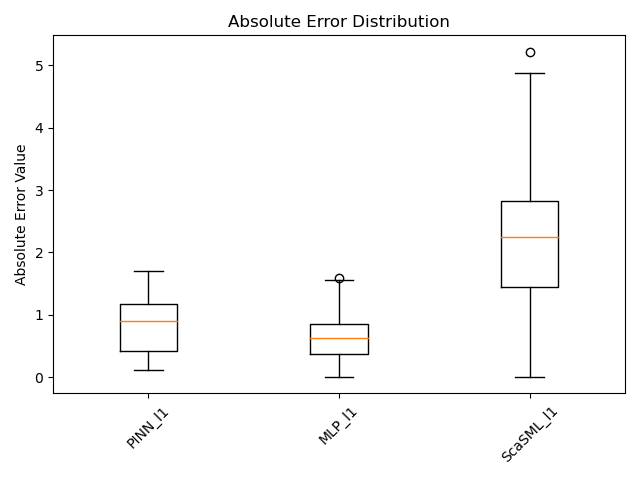 Absolute Error Distribution
Absolute Error Value
5
4
3
2
1
0
PINN_l1
MLP_l1
ScaSML_l1